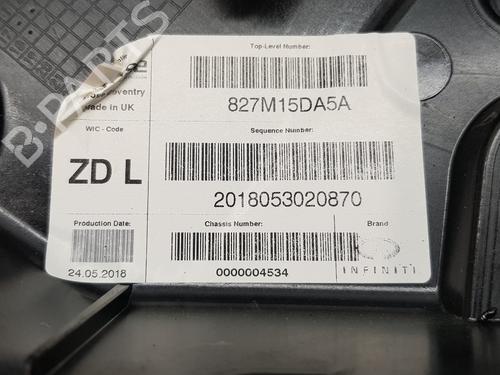 Top-Level Number:
Coventry
Made in UK
827M15DA5A
WIC - Code
Sequence Number:
ZD L
2018053020870
Production Date:
Chassis Number:
Brand
24.05.2018
0000004534
INFINITI
B-PARTS